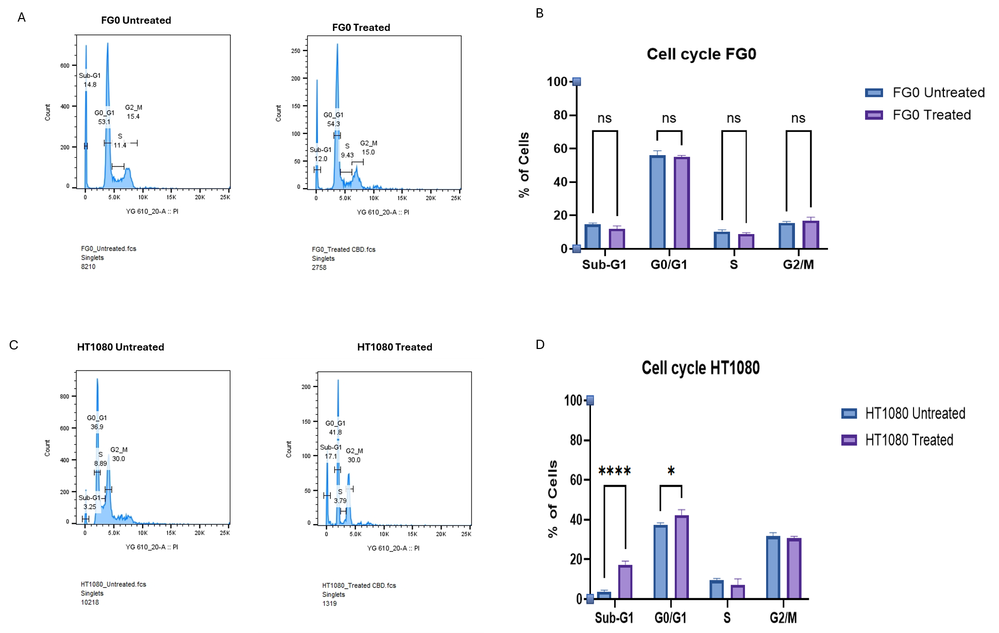 A
FG0 Untreated
600
400
200
0
Count
Sub-G1
14.8
G0_G1
53.1
S
11.4
G2_M
15.4
0
5.0K
10K
15K
20K
25K
YG 610_20-A :: PI
FG0_Untreated.fcs
Singlets
8210
FG0 Treated
250
200
150
100
50
0
Count
Sub-G1
12.0
G0_G1
54.3
S
9.43
G2_M
15.0
0
5.0K
10K
15K
20K
25K
YG 610_20-A :: PI
FG0_Treated CBD.fcs
Singlets
2758
B
Cell cycle FG0
100
80
60
40
20
0
% of Cells
ns
ns
ns
ns
Sub-G1
G0/G1
S
G2/M
FG0 Untreated
FG0 Treated
C
HT1080 Untreated
800
600
400
200
0
Count
Sub-G1
3.25
G0_G1
36.9
S
8.89
G2_M
30.0
0
5.0K
10K
15K
20K
25K
YG 610_20-A :: PI
HT1080_Untreated.fcs
Singlets
10218
HT1080 Treated
200
150
100
50
0
Count
Sub-G1
17.1
G0_G1
41.8
S
3.79
G2_M
30.0
0
5.0K
10K
15K
20K
25K
YG 610_20-A :: PI
HT1080_Treated CBD.fcs
Singlets
1319
D
Cell cycle HT1080
100
80
60
40
20
0
% of Cells
****
*
Sub-G1
G0/G1
S
G2/M
HT1080 Untreated
HT1080 Treated